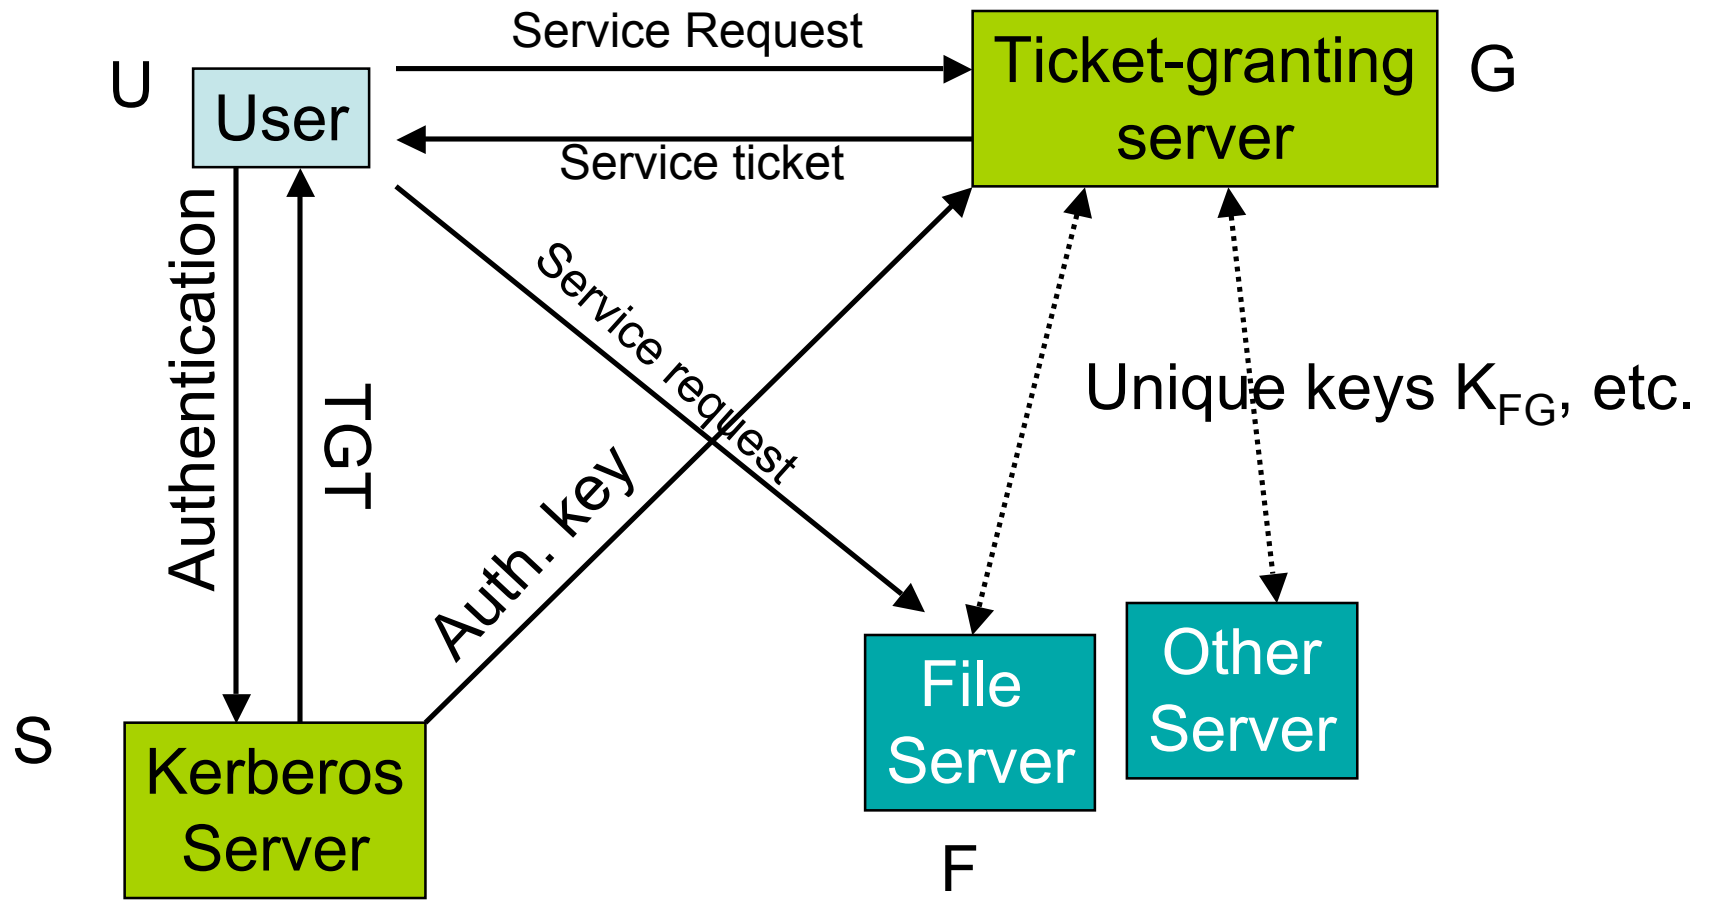 Service Request
Ticket-granting
server
G
U
User
Service ticket
Authentication
TGT
Service request
Auth. key
Unique keys K_FG, etc.
File
Server
Other
Server
S
Kerberos
Server
F